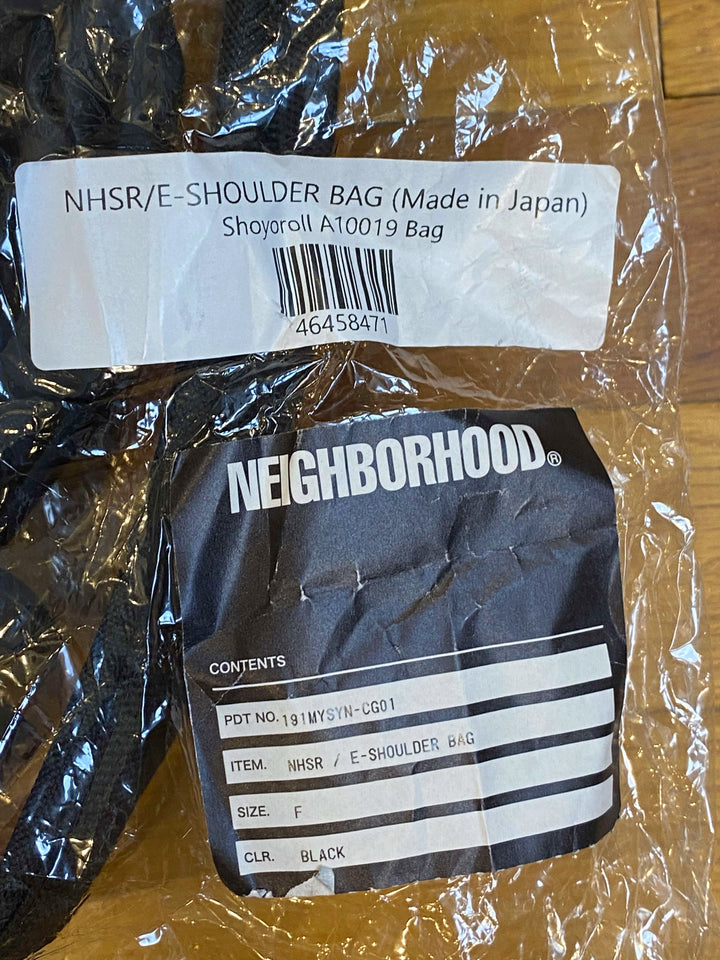 NHSR/E-SHOULDER BAG (Made in Japan)
Shoyoroll A10019 Bag
46458471
NEIGHBORHOOD®
CONTENTS
PDT NO. 191MYSYN-CG01
ITEM. NHSR / E-SHOULDER BAG
SIZE. F
CLR. BLACK